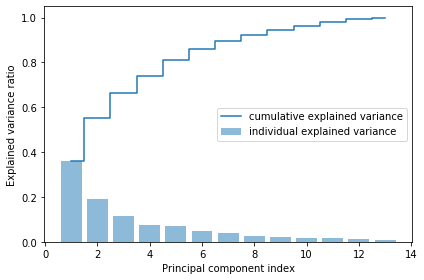 1.0
0.8
0.6
0.4
0.2
0.0
Explained variance ratio
cumulative explained variance
individual explained variance
0 2 4 6 8 10 12 14
Principal component index